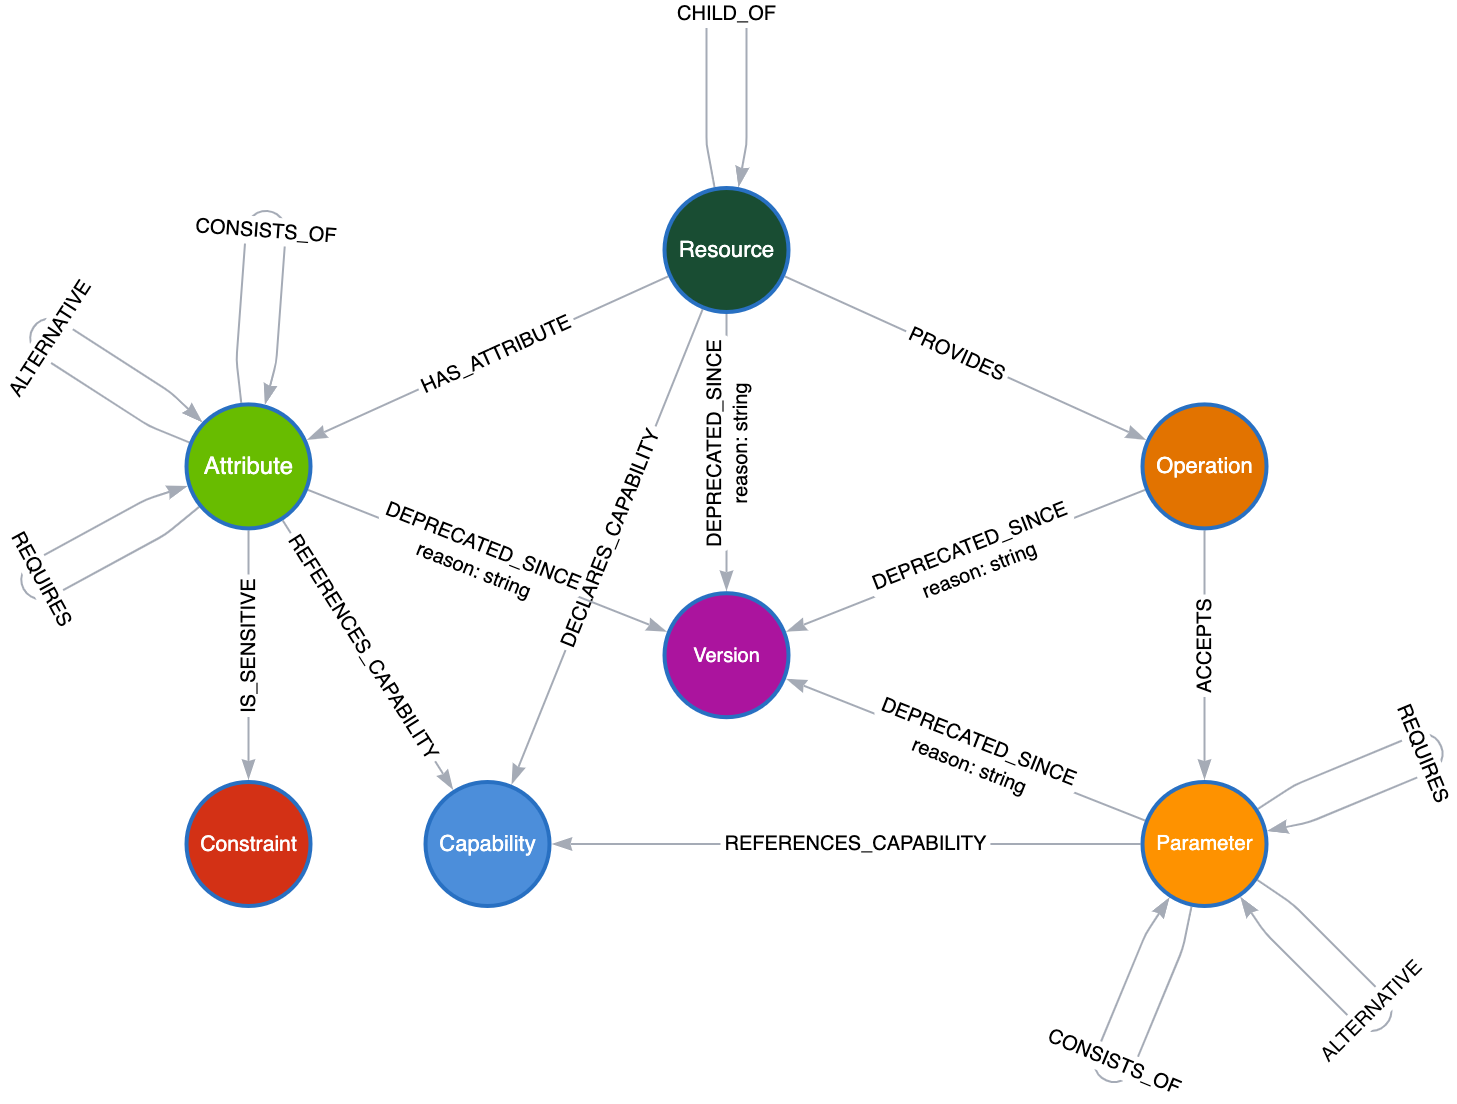 CHILD_OF
Resource
CONSISTS_OF
ALTERNATIVE
HAS_ATTRIBUTE
DEPRECATED_SINCE
reason: string
PROVIDES
Attribute
Operation
DECLARES_CAPABILITY
DEPRECATED_SINCE
reason: string
DEPRECATED_SINCE
reason: string
REQUIRES
IS_SENSITIVE
REFERENCES_CAPABILITY
Version
ACCEPTS
DEPRECATED_SINCE
reason: string
REQUIRES
Constraint
Capability
REFERENCES_CAPABILITY
Parameter
ALTERNATIVE
CONSISTS_OF